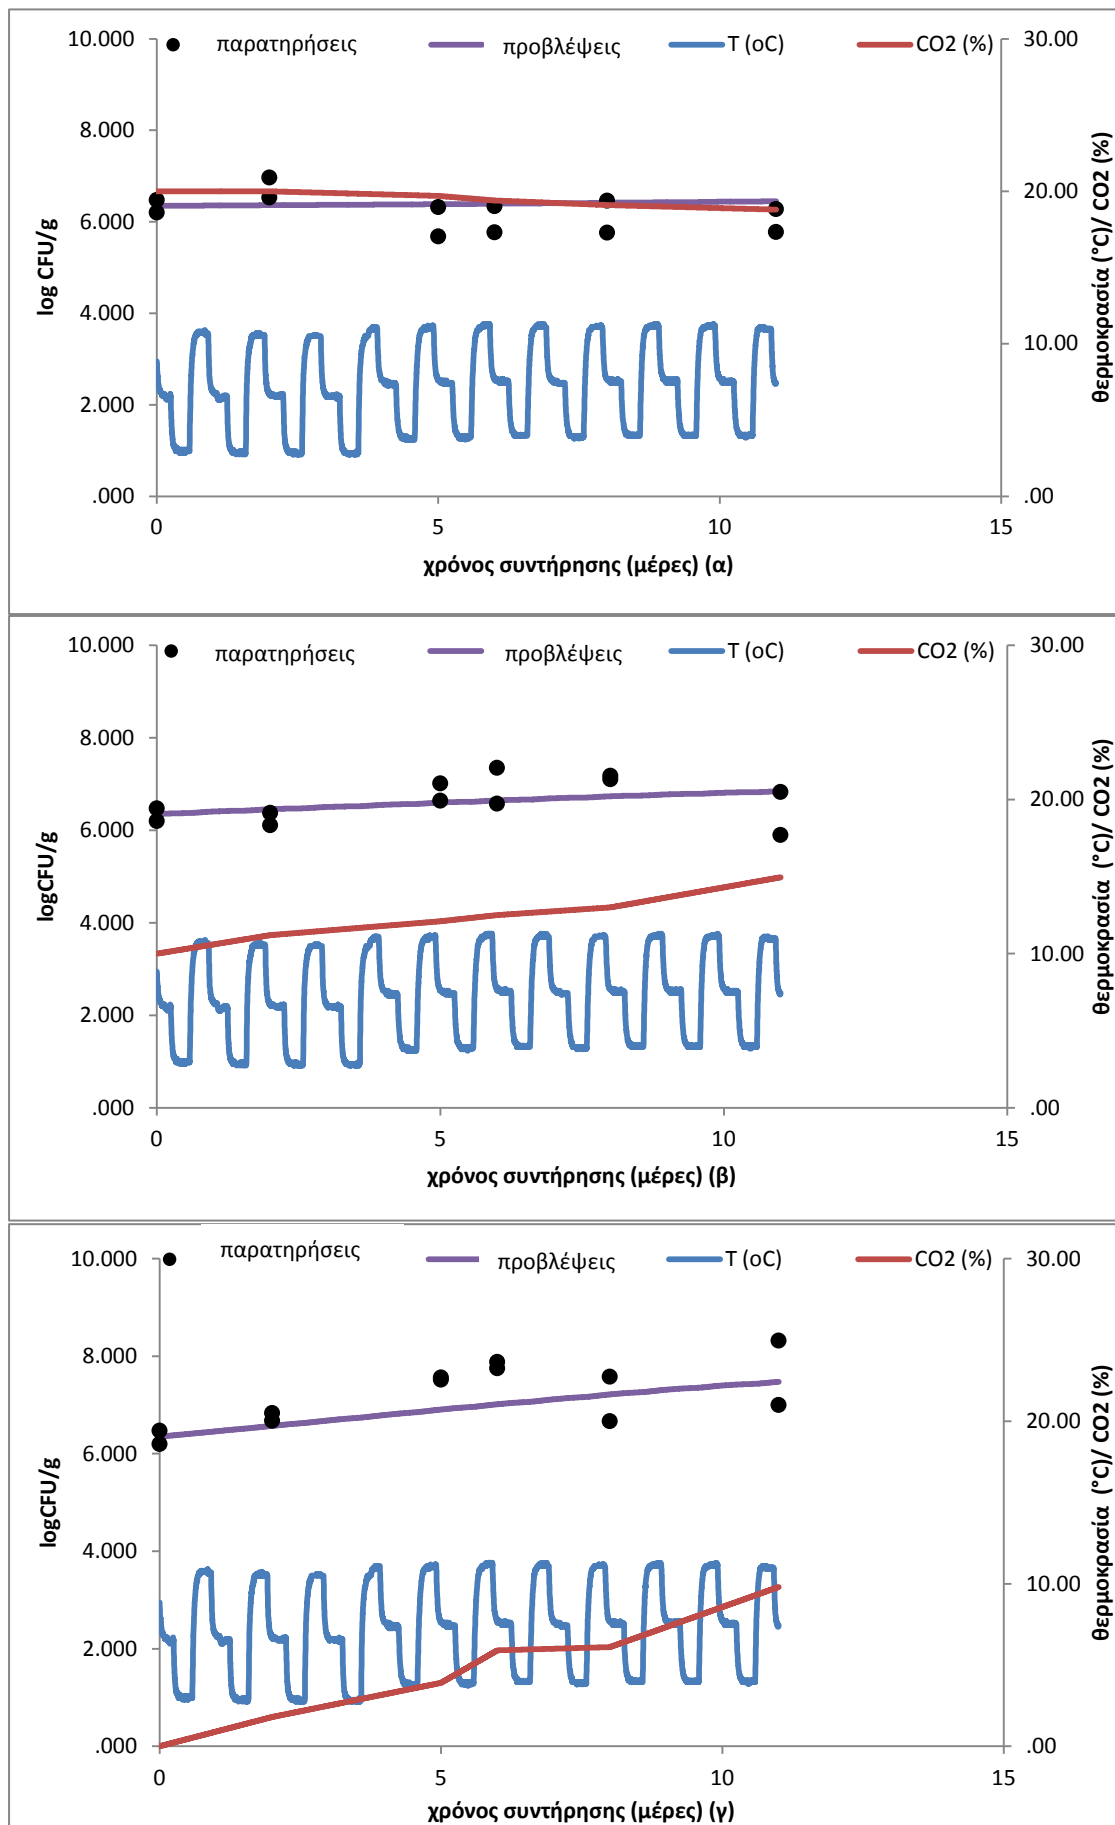 παρατηρήσεις προβλέψεις T (oC) CO2 (%)
10.000
8.000
6.000
4.000
2.000
.000
log CFU/g
30.00
20.00
10.00
.00
θερμοκρασία (°C)/ CO2 (%)
0 5 10 15
χρόνος συντήρησης (μέρες) (α)
παρατηρήσεις προβλέψεις T (oC) CO2 (%)
10.000
8.000
6.000
4.000
2.000
.000
logCFU/g
30.00
20.00
10.00
.00
θερμοκρασία (°C)/ CO2 (%)
0 5 10 15
χρόνος συντήρησης (μέρες) (β)
παρατηρήσεις προβλέψεις T (oC) CO2 (%)
10.000
8.000
6.000
4.000
2.000
.000
logCFU/g
30.00
20.00
10.00
.00
θερμοκρασία (°C)/ CO2 (%)
0 5 10 15
χρόνος συντήρησης (μέρες) (γ)